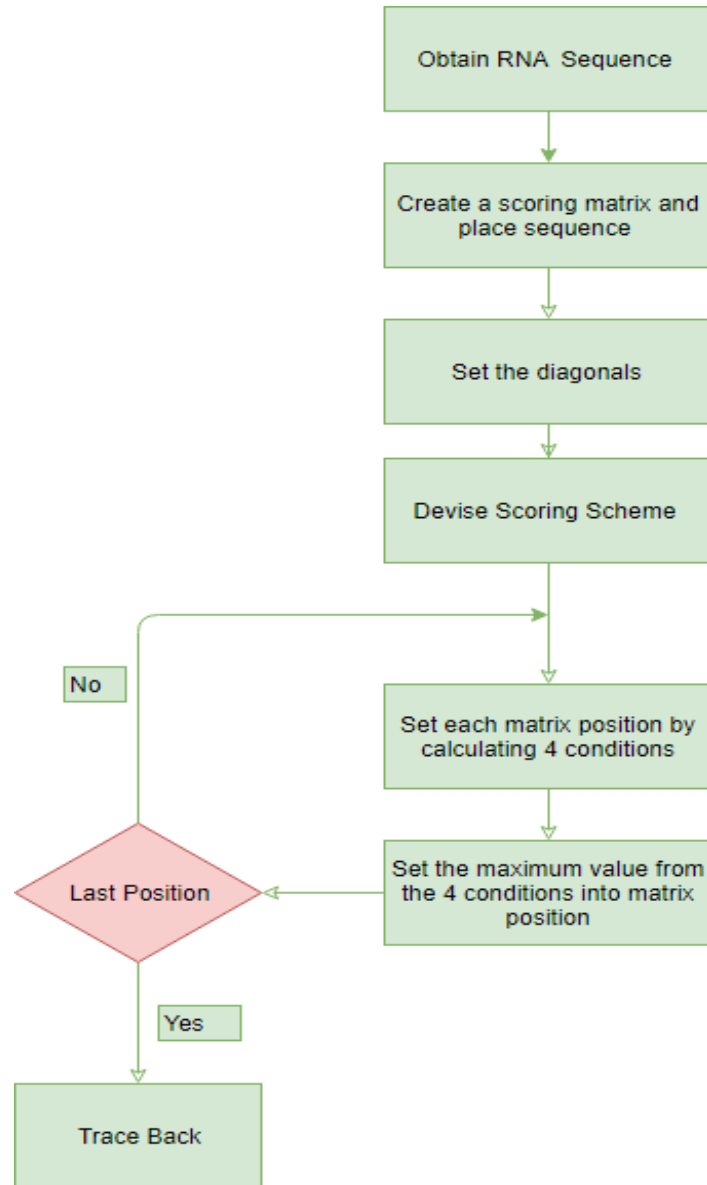 Obtain RNA Sequence
Create a scoring matrix and
place sequence
Set the diagonals
Devise Scoring Scheme
No
Set each matrix position by
calculating 4 conditions
Set the maximum value from
the 4 conditions into matrix
position
Last Position
Yes
Trace Back